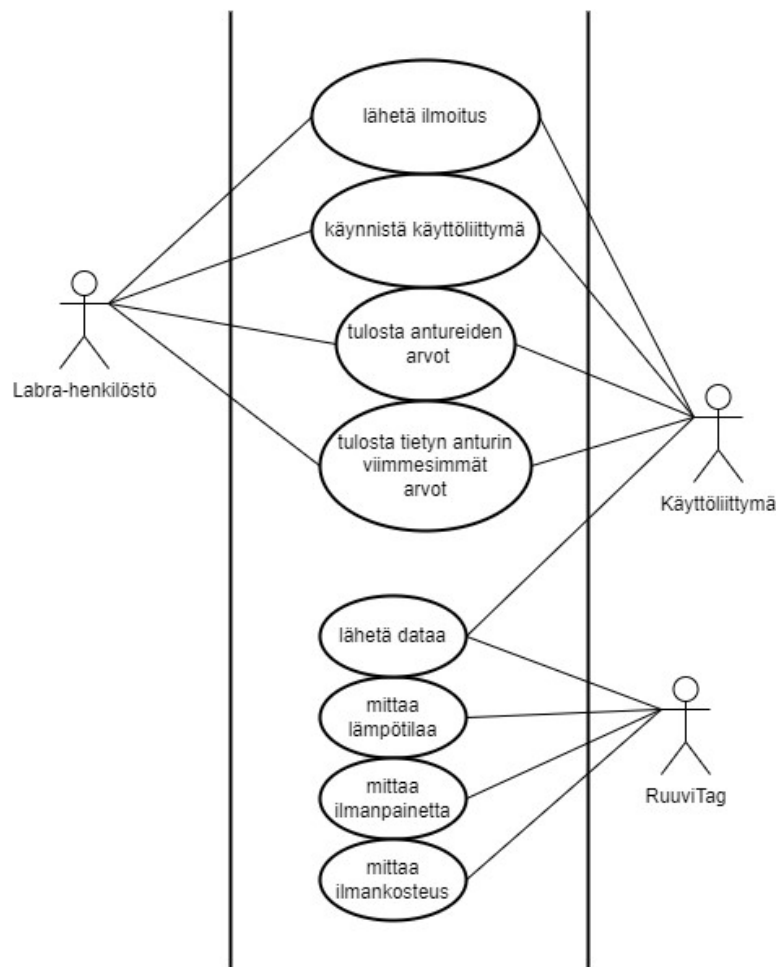 lähetä ilmoitus
käynnistä käyttöliittymä
tulosta antureiden
arvot
Labra-henkilöstö
tulosta tietyn anturin
viimmesimmät
arvot
Käyttöliittymä
lähetä dataa
mittaa
lämpötilaa
mittaa
ilmanpainetta
RuuviTag
mittaa
ilmankosteus